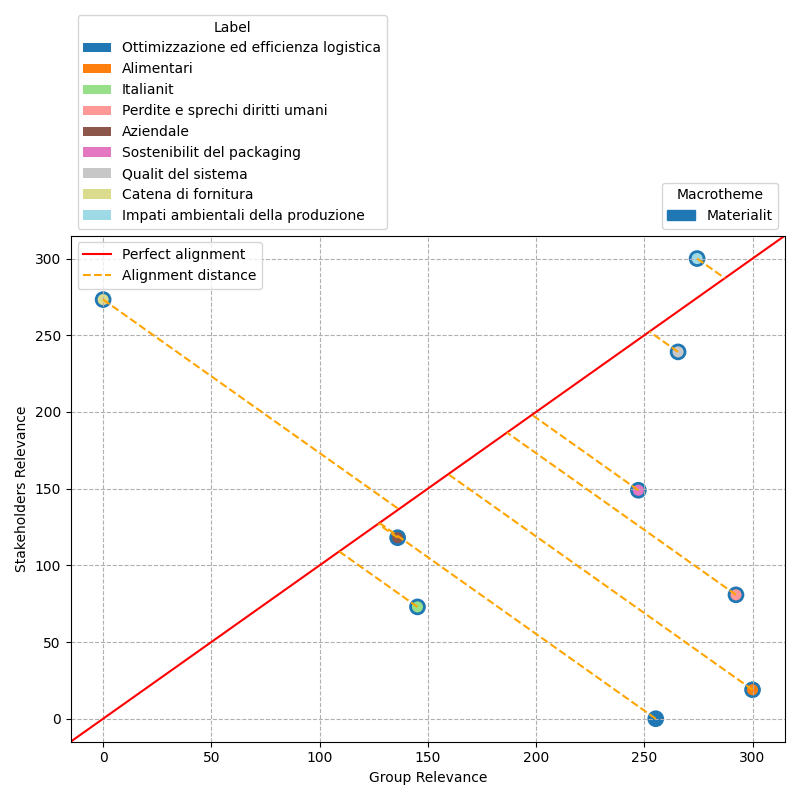 Label
Ottimizzazione ed efficienza logistica
Alimentari
Italianit
Perdite e sprechi diritti umani
Aziendale
Sostenibilit del packaging
Qualit del sistema
Catena di fornitura
Impati ambientali della produzione
Macrotheme
Materialit
Perfect alignment
Alignment distance
300
250
200
150
100
50
0
Stakeholders Relevance
0 50 100 150 200 250 300
Group Relevance